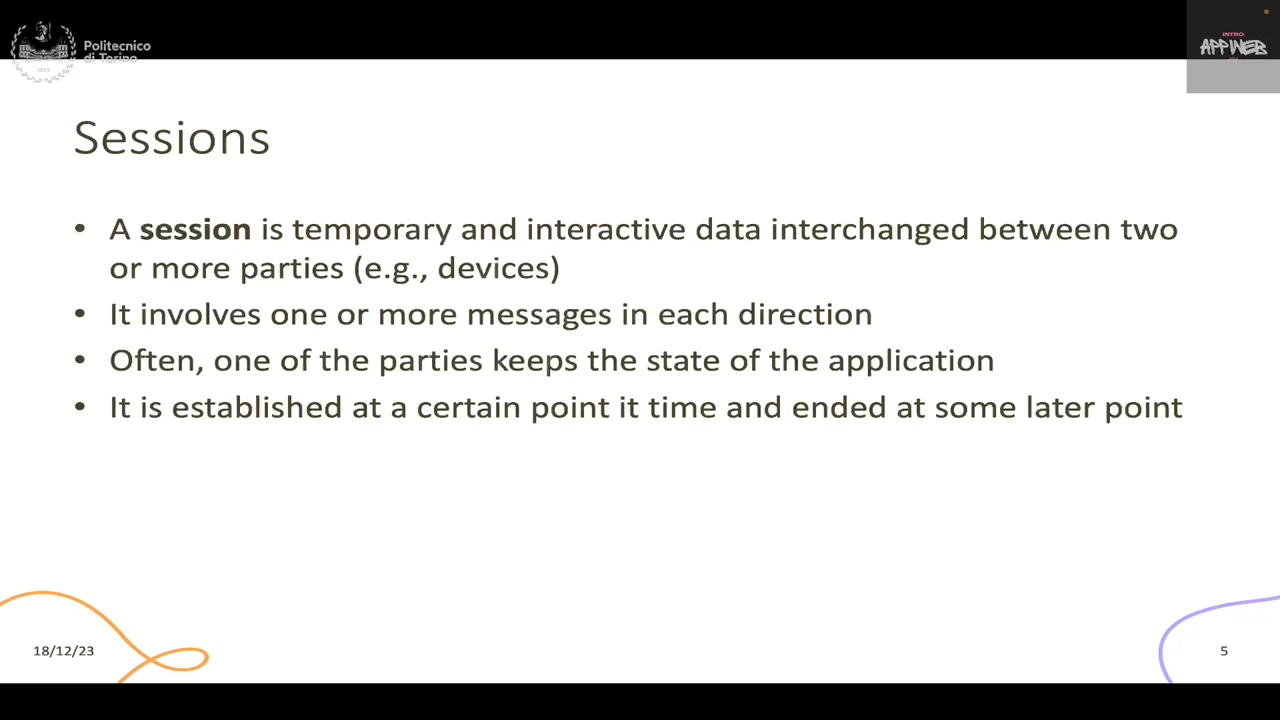 Politecnico
di Torino
INTRO
APPWEB
Sessions
• A session is temporary and interactive data interchanged between two
or more parties (e.g., devices)
• It involves one or more messages in each direction
• Often, one of the parties keeps the state of the application
• It is established at a certain point it time and ended at some later point
18/12/23
5